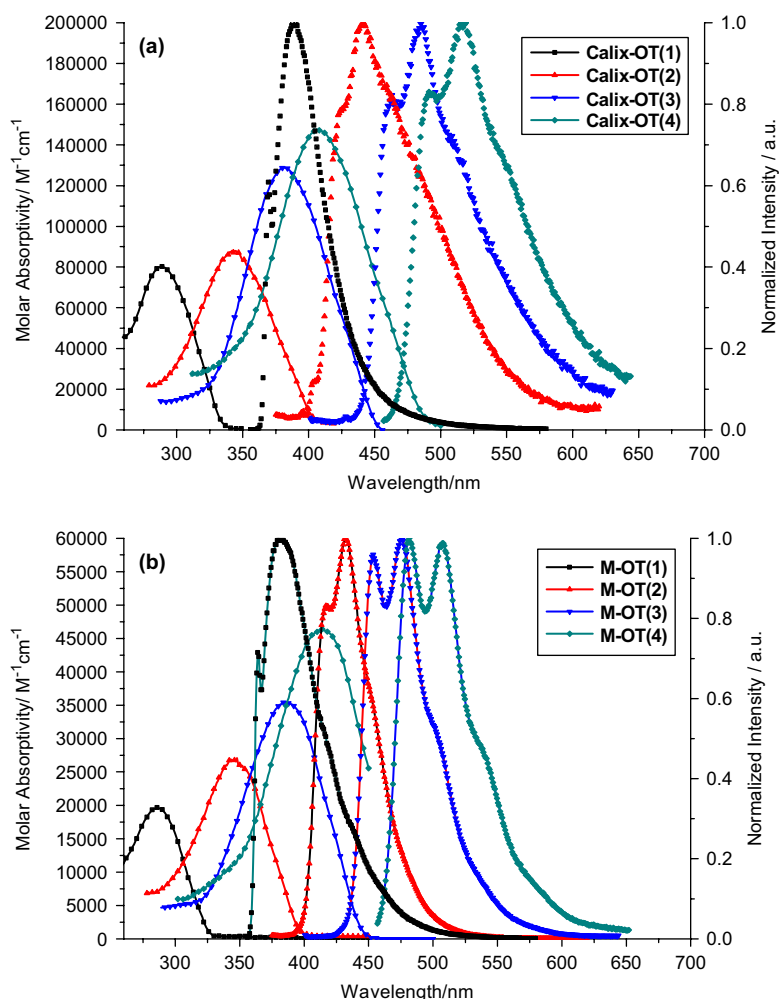 (a)
Calix-OT(1)
Calix-OT(2)
Calix-OT(3)
Calix-OT(4)
Molar Absorptivity/ M⁻¹cm⁻¹
200000
180000
160000
140000
120000
100000
80000
60000
40000
20000
0
1.0
0.8
0.6
0.4
0.2
0.0
Normalized Intensity / a.u.
300 350 400 450 500 550 600 650 700
Wavelength/nm
(b)
M-OT(1)
M-OT(2)
M-OT(3)
M-OT(4)
Molar Absorptivity/ M⁻¹cm⁻¹
60000
55000
50000
45000
40000
35000
30000
25000
20000
15000
10000
5000
0
1.0
0.8
0.6
0.4
0.2
0.0
Normalized Intensity / a.u.
300 350 400 450 500 550 600 650 700
Wavelength/nm